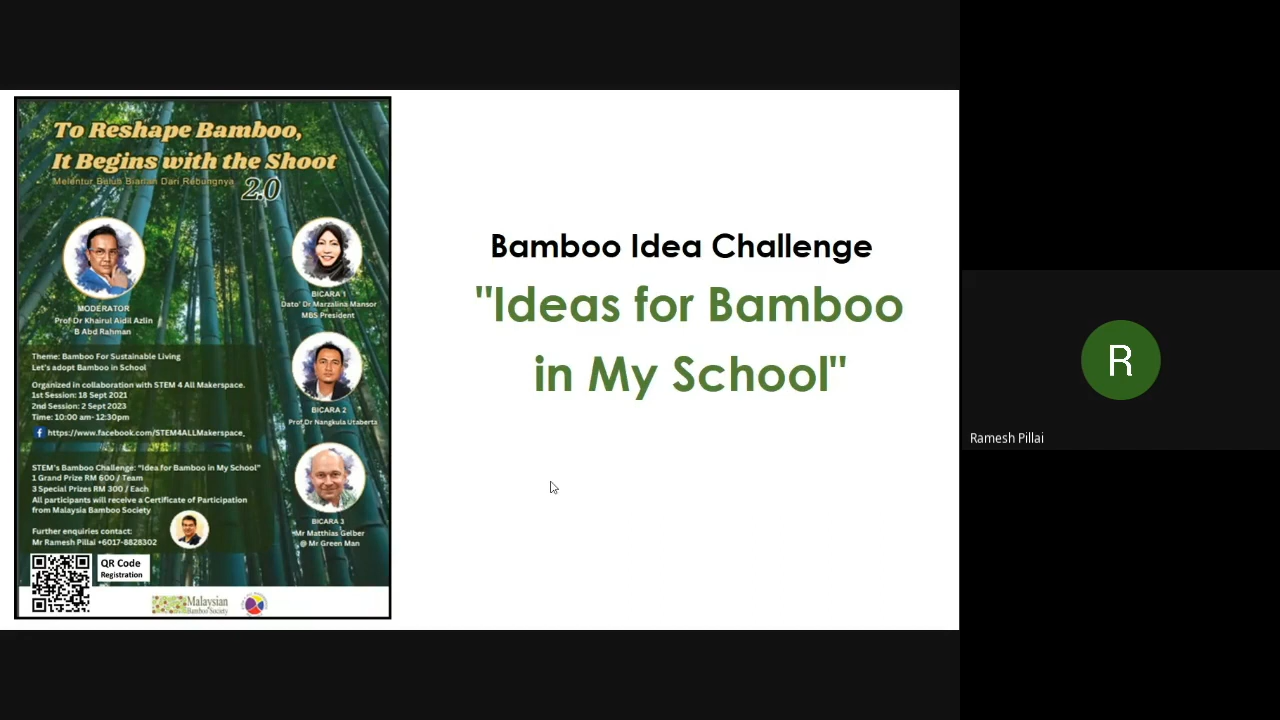 To Reshape Bamboo,
It Begins with the Shoot
Melentur Buluh Biarlah Dari Rebungnya
2.0
MODERATOR
Prof Dr Khairul Aidil Azlin
B Abd Rahman
BICARA 1
Dato' Dr Marzalina Mansor
MBS President
BICARA 2
Prof Dr Nangkula Utaberta
BICARA 3
Mr Matthias Gelber
@ Mr Green Man
Theme: Bamboo For Sustainable Living
Let's adopt Bamboo in School
Organized in collaboration with STEM 4 All Makerspace.
1st Session: 18 Sept 2021
2nd Session: 2 Sept 2023
Time: 10:00 am- 12:30pm
https://www.facebook.com/STEM4ALLMakerspace
STEM's Bamboo Challenge: "Idea for Bamboo in My School"
1 Grand Prize RM 600 / Team
3 Special Prizes RM 300 / Each
All participants will receive a Certificate of Participation
from Malaysia Bamboo Society
Further enquiries contact:
Mr Ramesh Pillai +6017-8828302
QR Code
Registration
Malaysian
Bamboo Society
Bamboo Idea Challenge
"Ideas for Bamboo
in My School"
R
Ramesh Pillai